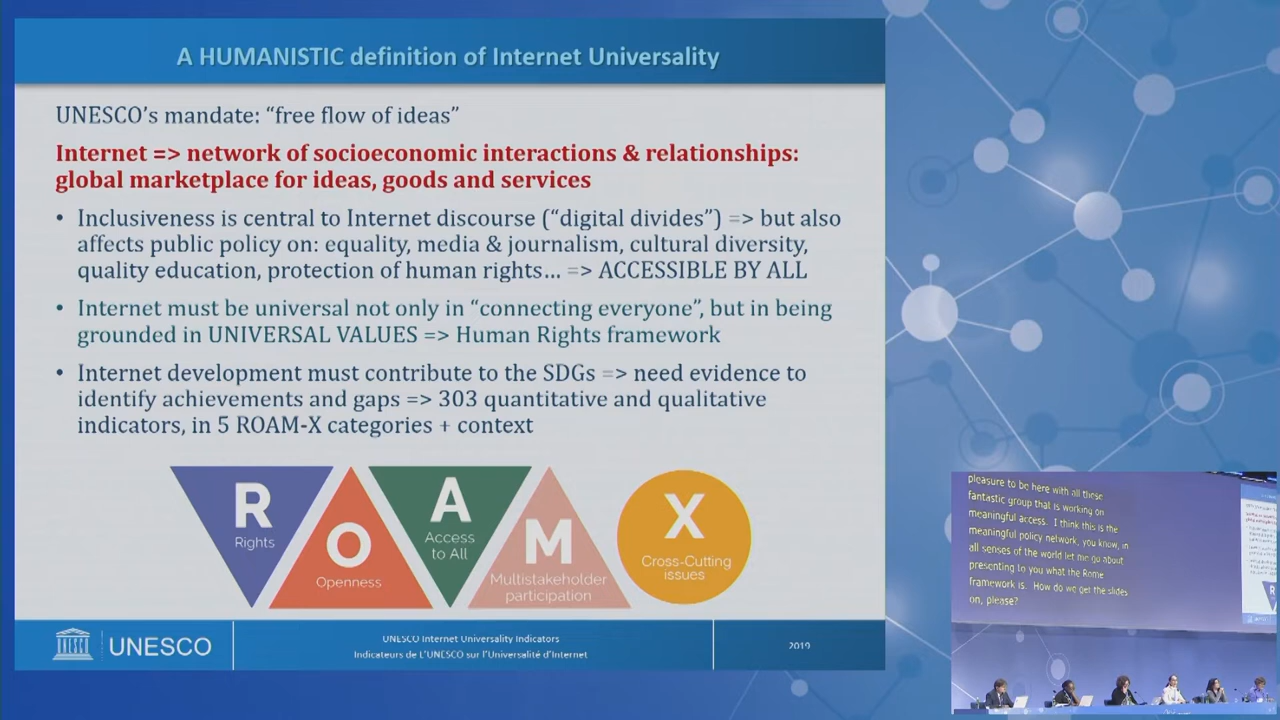 A HUMANISTIC definition of Internet Universality
UNESCO's mandate: “free flow of ideas”
Internet => network of socioeconomic interactions & relationships:
global marketplace for ideas, goods and services
• Inclusiveness is central to Internet discourse (“digital divides”) => but also
affects public policy on: equality, media & journalism, cultural diversity,
quality education, protection of human rights… => ACCESSIBLE BY ALL
• Internet must be universal not only in “connecting everyone”, but in being
grounded in UNIVERSAL VALUES => Human Rights framework
• Internet development must contribute to the SDGs => need evidence to
identify achievements and gaps => 303 quantitative and qualitative
indicators, in 5 ROAM-X categories + context
R
Rights
O
Openness
A
Access
to All
M
Multistakeholder
participation
X
Cross-Cutting
issues
UNESCO
UNESCO
UNESCO Internet Universality Indicators
Indicateurs de L'UNESCO sur l'Universalité d'Internet
2019
pleasure to be here with all these
fantastic group that is working on
meaningful access. I think this is the
meaningful policy network, you know, in
all senses of the world let me go about
presenting to you what the Rome
framework is. How do we get the slides
on, please?